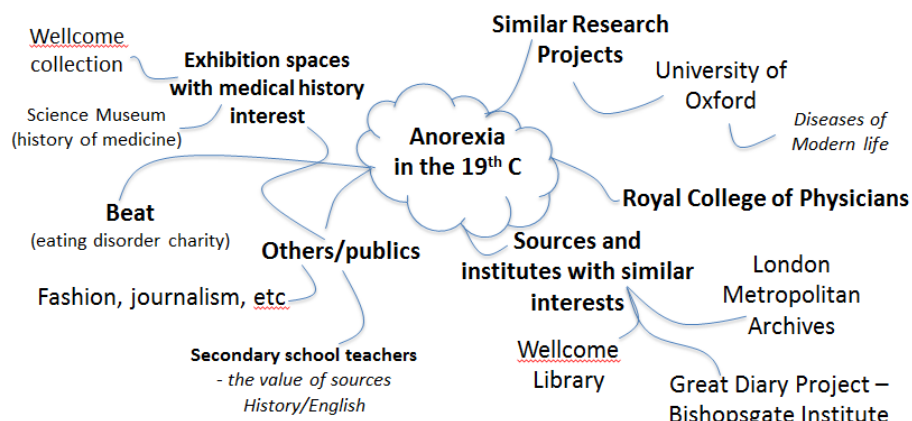 Wellcome
collection
Exhibition spaces
with medical history
interest
Science Museum
(history of medicine)
Similar Research
Projects
University of
Oxford
Diseases of
Modern life
Anorexia
in the 19th C
Royal College of Physicians
Beat
(eating disorder charity)
Others/publics
Fashion, journalism, etc
Secondary school teachers
- the value of sources
History/English
Sources and
institutes with similar
interests
London
Metropolitan
Archives
Wellcome
Library
Great Diary Project –
Bishopsgate Institute